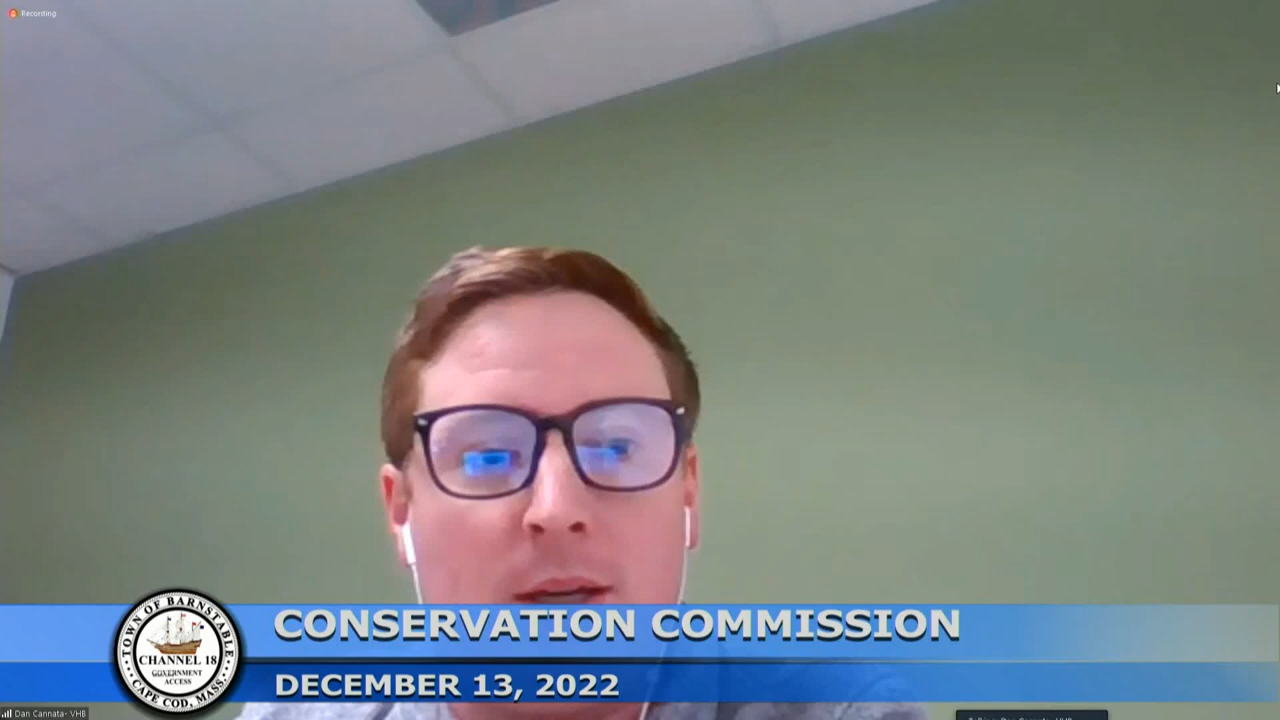 Recording
CONSERVATION COMMISSION
TOWN OF BARNSTABLE
CHANNEL 18
GOVERNMENT
ACCESS
CAPE COD, MASS.
DECEMBER 13, 2022
Dan Cannata- VHB